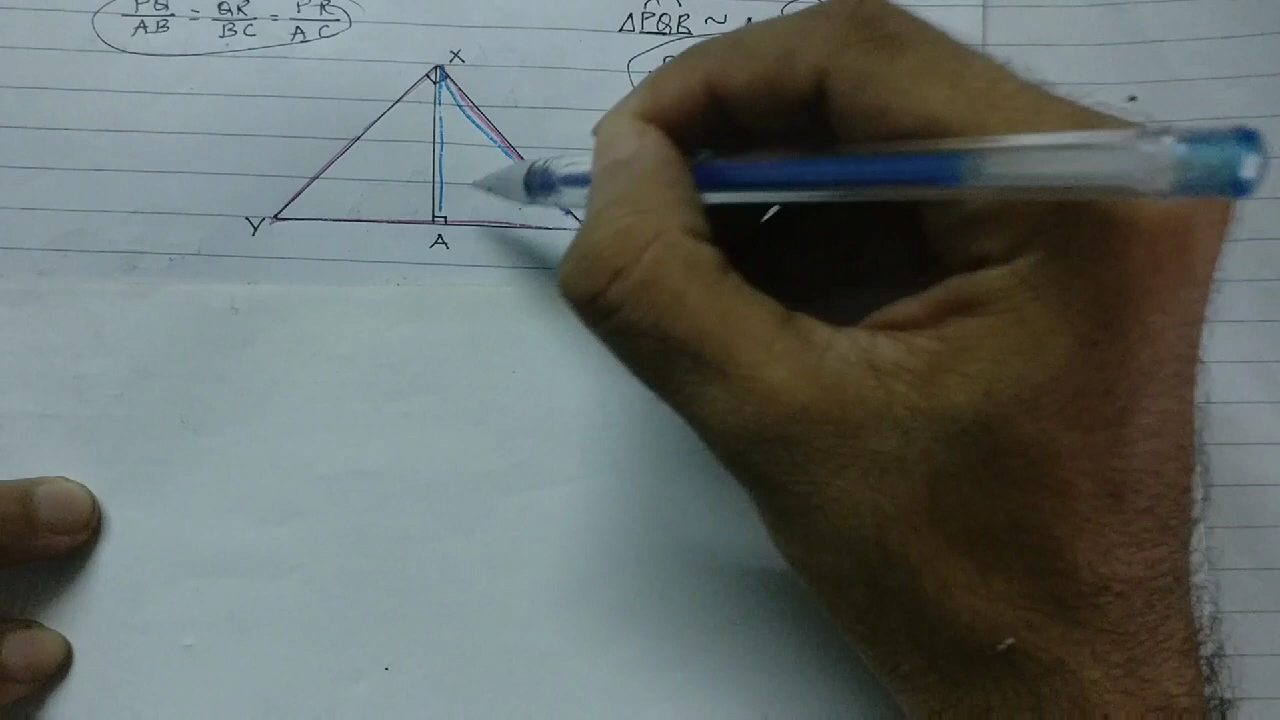 PQ/AB = QR/BC = PR/AC
ΔPQR ~
X
Y
A